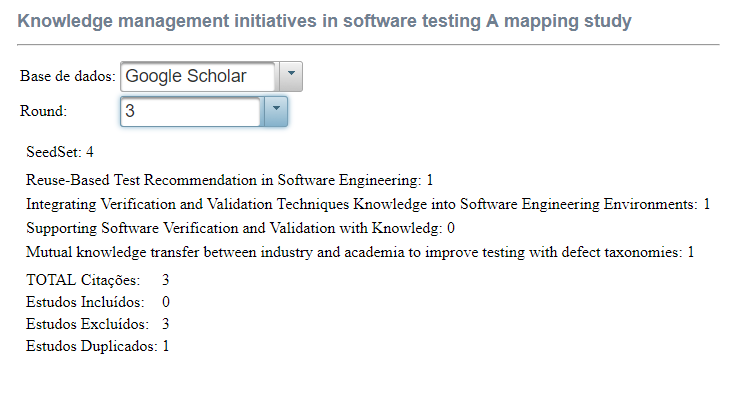 Knowledge management initiatives in software testing A mapping study
Base de dados: Google Scholar
Round: 3
SeedSet: 4
Reuse-Based Test Recommendation in Software Engineering: 1
Integrating Verification and Validation Techniques Knowledge into Software Engineering Environments: 1
Supporting Software Verification and Validation with Knowledg: 0
Mutual knowledge transfer between industry and academia to improve testing with defect taxonomies: 1
TOTAL Citações: 3
Estudos Incluídos: 0
Estudos Excluídos: 3
Estudos Duplicados: 1